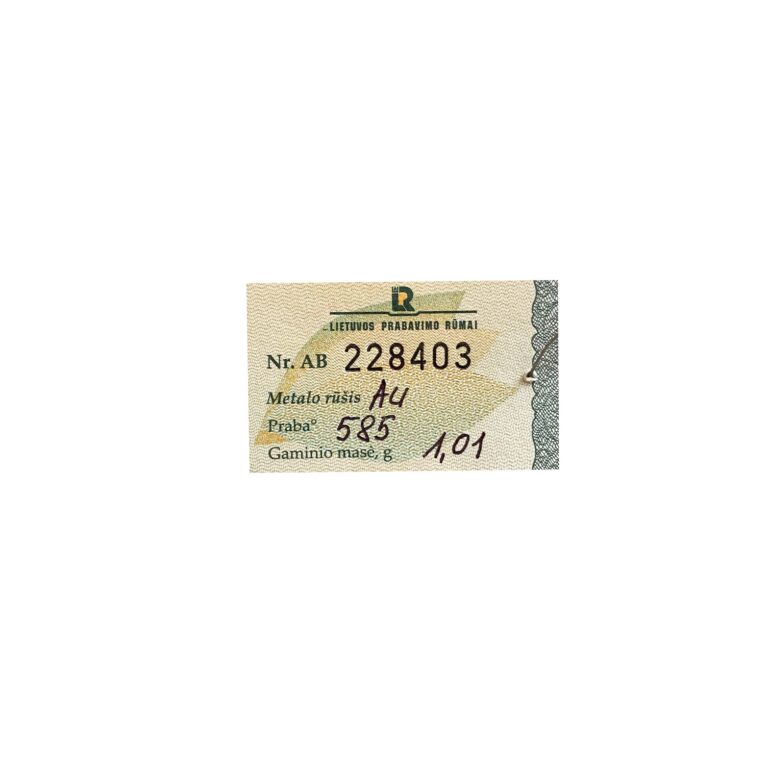 LIETUVOS PRABAVIMO RŪMAI
Nr. AB 228403
Metalo rūšis Au
Praba° 585
Gaminio masė, g 1,01